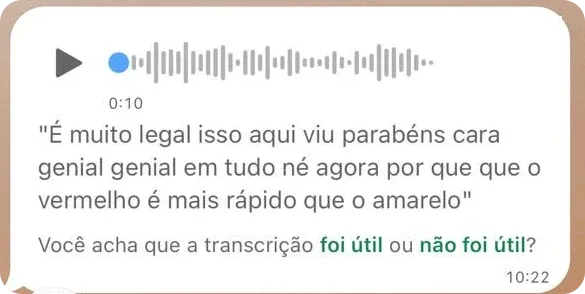 0:10
"É muito legal isso aqui viu parabéns cara
genial genial em tudo né agora por que que o
vermelho é mais rápido que o amarelo"
Você acha que a transcrição foi útil ou não foi útil?
10:22